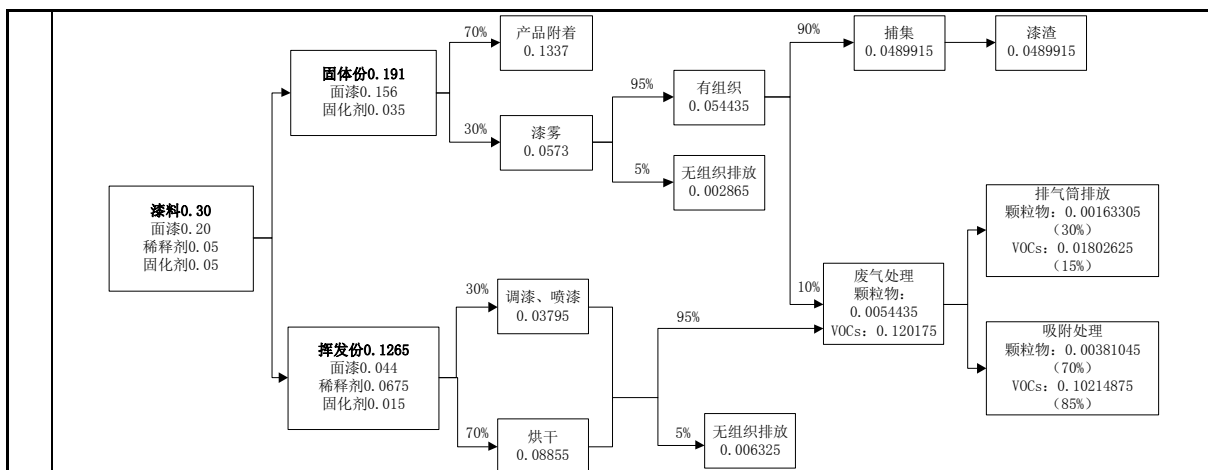 70%
产品附着
0.1337
90%
捕集
0.0489915
漆渣
0.0489915
固体份0.191
面漆0.156
固化剂0.035
95%
有组织
0.054435
30%
漆雾
0.0573
5%
无组织排放
0.002865
漆料0.30
面漆0.20
稀释剂0.05
固化剂0.05
排气筒排放
颗粒物：0.00163305
（30%）
VOCs：0.01802625
（15%）
30%
调漆、喷漆
0.03795
10%
废气处理
颗粒物：
0.0054435
VOCs：0.120175
95%
挥发份0.1265
面漆0.044
稀释剂0.0675
固化剂0.015
吸附处理
颗粒物：0.00381045
（70%）
VOCs：0.10214875
（85%）
70%
烘干
0.08855
5%
无组织排放
0.006325